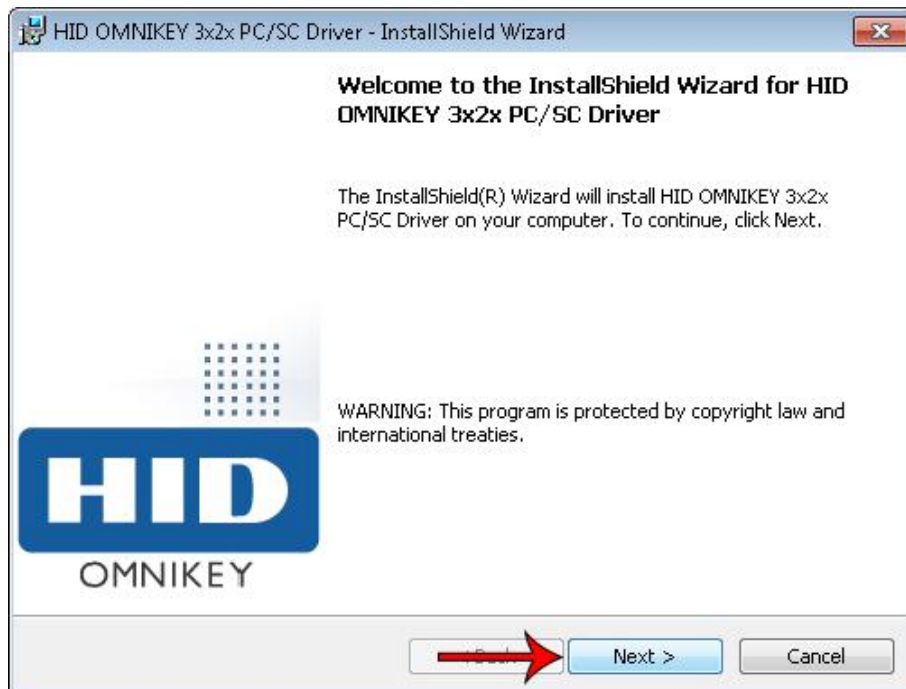 HID OMNIKEY 3x2x PC/SC Driver - InstallShield Wizard
Welcome to the InstallShield Wizard for HID
OMNIKEY 3x2x PC/SC Driver
The InstallShield(R) Wizard will install HID OMNIKEY 3x2x
PC/SC Driver on your computer. To continue, click Next.
WARNING: This program is protected by copyright law and
international treaties.
HID
OMNIKEY
Next >
Cancel